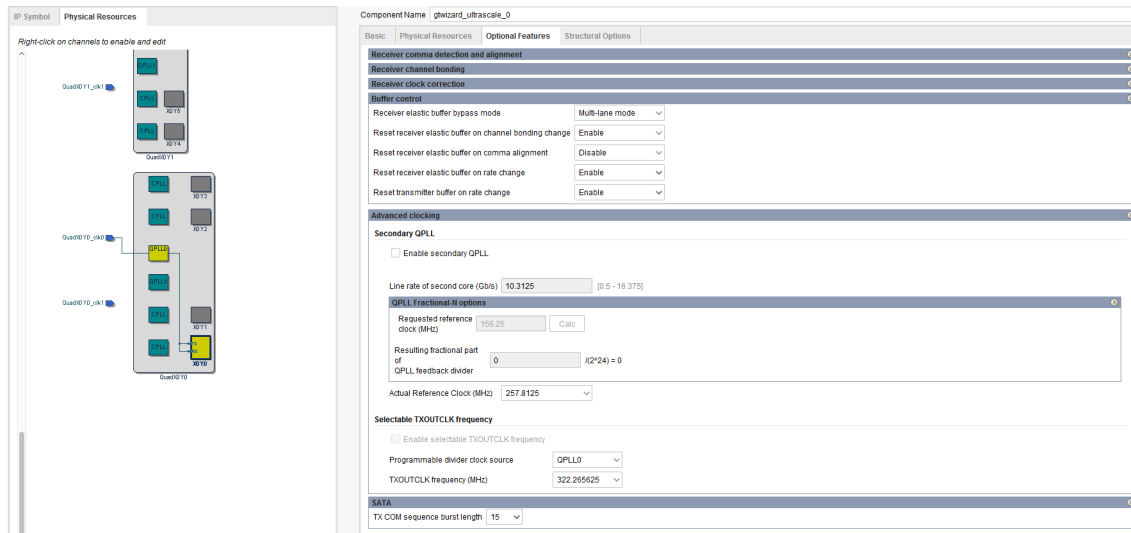 IP Symbol
Physical Resources
Right-click on channels to enable and edit
QPLL1
QuadX0Y1_clk1
CPLL
X0Y5
CPLL
X0Y4
QuadX0Y1
CPLL
X0Y3
CPLL
X0Y2
QuadX0Y0_clk0
QPLL0
QPLL1
QuadX0Y0_clk1
CPLL
X0Y1
CPLL
TX
RX
X0Y0
QuadX0Y0
Component Name gtwizard_ultrascale_0
Basic
Physical Resources
Optional Features
Structural Options
Receiver comma detection and alignment
Receiver channel bonding
Receiver clock correction
Buffer control
Receiver elastic buffer bypass mode Multi-lane mode
Reset receiver elastic buffer on channel bonding change Enable
Reset receiver elastic buffer on comma alignment Disable
Reset receiver elastic buffer on rate change Enable
Reset transmitter buffer on rate change Enable
Advanced clocking
Secondary QPLL
Enable secondary QPLL
Line rate of second core (Gb/s) 10.3125 [0.5 - 16.375]
QPLL Fractional-N options
Requested reference
clock (MHz) 156.25 Calc
Resulting fractional part
of 0 /(2^24) = 0
QPLL feedback divider
Actual Reference Clock (MHz) 257.8125
Selectable TXOUTCLK frequency
Enable selectable TXOUTCLK frequency
Programmable divider clock source QPLL0
TXOUTCLK frequency (MHz) 322.265625
SATA
TX COM sequence burst length 15